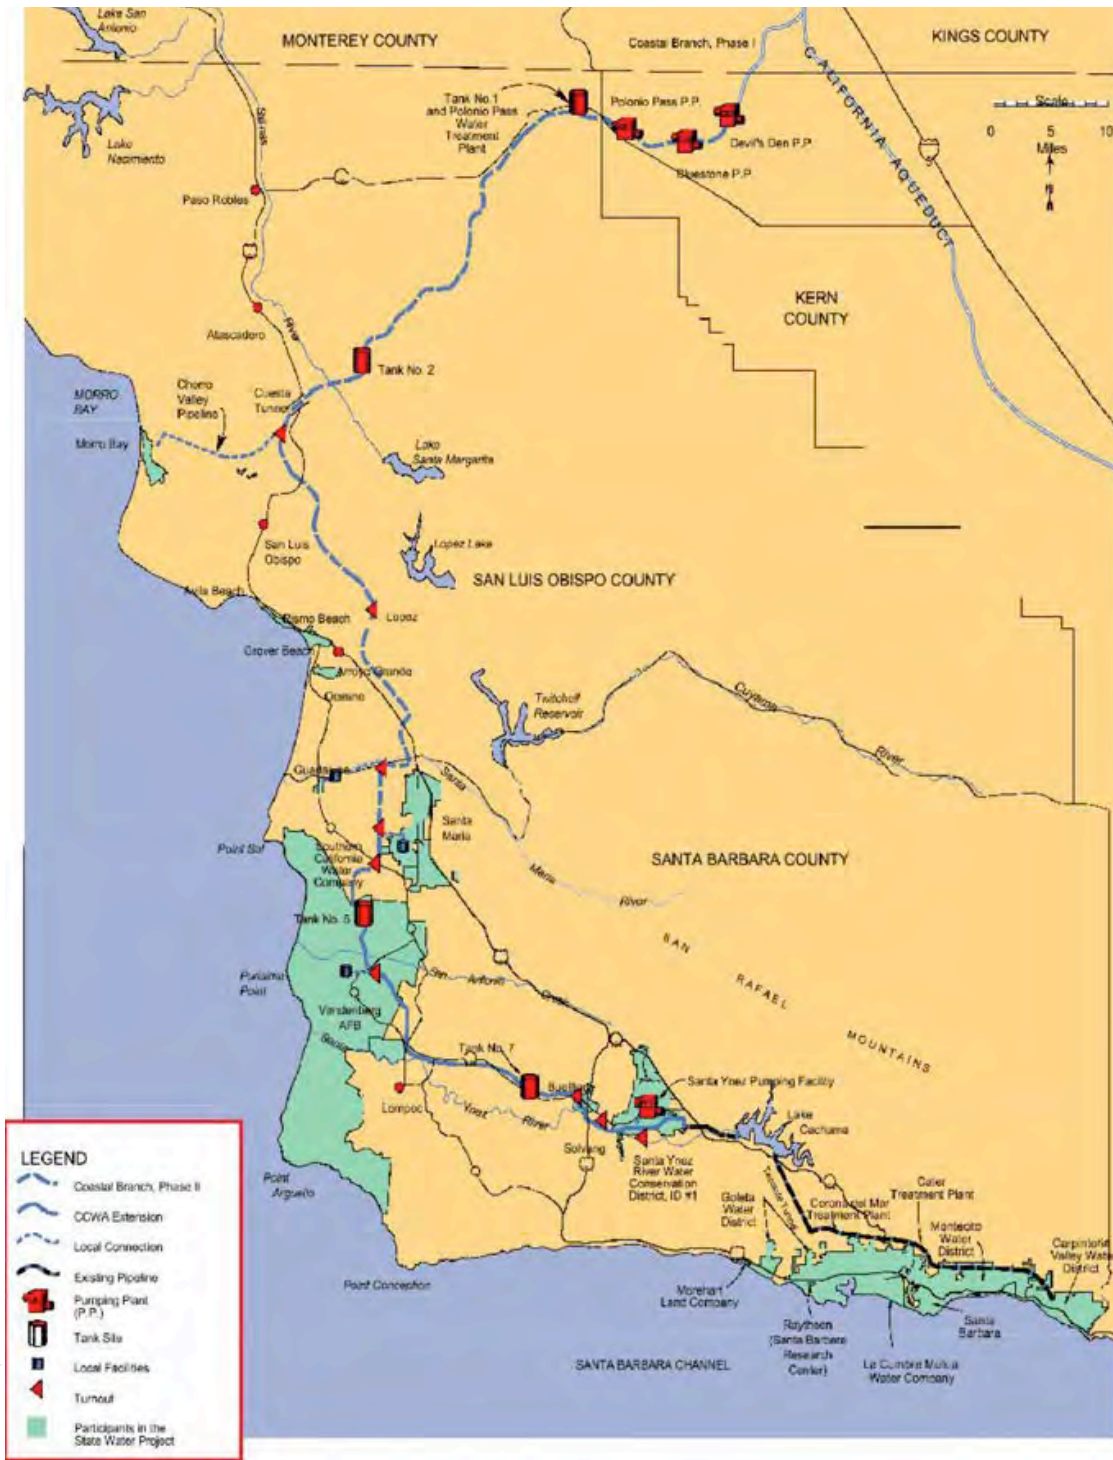 Lake San
Antonio
MONTEREY COUNTY
Coastal Branch, Phase I
KINGS COUNTY
CALIFORNIA AQUEDUCT
Scale
0 5 10
Miles
N
Tank No.1
and Polonio Pass
Water
Treatment
Plant
Polonio Pass P.P.
Devil's Den P.P.
Bluestone P.P.
Lake
Nacimiento
Salinas
River
Paso Robles
KERN
COUNTY
Atascadero
Tank No. 2
MORRO
BAY
Chorro
Valley
Pipeline
Cuesta
Tunnel
Morro Bay
Lake
Santa Margarita
San Luis
Obispo
Lopez Lake
SAN LUIS OBISPO COUNTY
Avila Beach
Pismo Beach
Lopez
Grover Beach
Arroyo Grande
Oceano
Twitchell
Reservoir
Cuyama
River
Guadalupe
Santa
Maria
River
Santa
Maria
Point Sal
Southern
California
Water
Company
SANTA BARBARA COUNTY
Tank No. 5
SAN
RAFAEL
MOUNTAINS
San Antonio Creek
Purisima
Point
Vandenberg
AFB
Santa
Ynez
River
Tank No. 7
Buellton
Santa Ynez Pumping Facility
Lompoc
Solvang
Lake
Cachuma
Santa Ynez
River Water
Conservation
District, ID #1
Tecolote Tunnel
Goleta
Water
District
Corona del Mar
Treatment Plant
Cater
Treatment Plant
Montecito
Water
District
Carpinteria
Valley Water
District
Point
Arguello
Point Conception
Morehart
Land Company
Raytheon
(Santa Barbara
Research
Center)
La Cumbre Mutual
Water Company
Santa
Barbara
SANTA BARBARA CHANNEL
LEGEND
Coastal Branch, Phase II
CCWA Extension
Local Connection
Existing Pipeline
Pumping Plant
(P.P.)
Tank Site
Local Facilities
Turnout
Participants in the
State Water Project